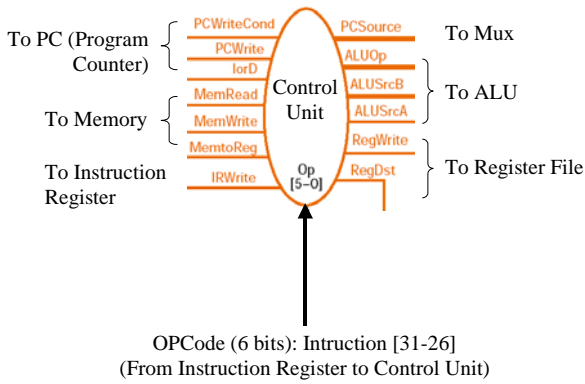 To PC (Program
Counter)
To Memory
To Instruction
Register
PCWriteCond
PCWrite
IorD
MemRead
MemWrite
MemtoReg
IRWrite
Control
Unit
Op
[5-0]
PCSource
ALUOp
ALUSrcB
ALUSrcA
RegWrite
RegDst
To Mux
To ALU
To Register File
OPCode (6 bits): Intruction [31-26]
(From Instruction Register to Control Unit)